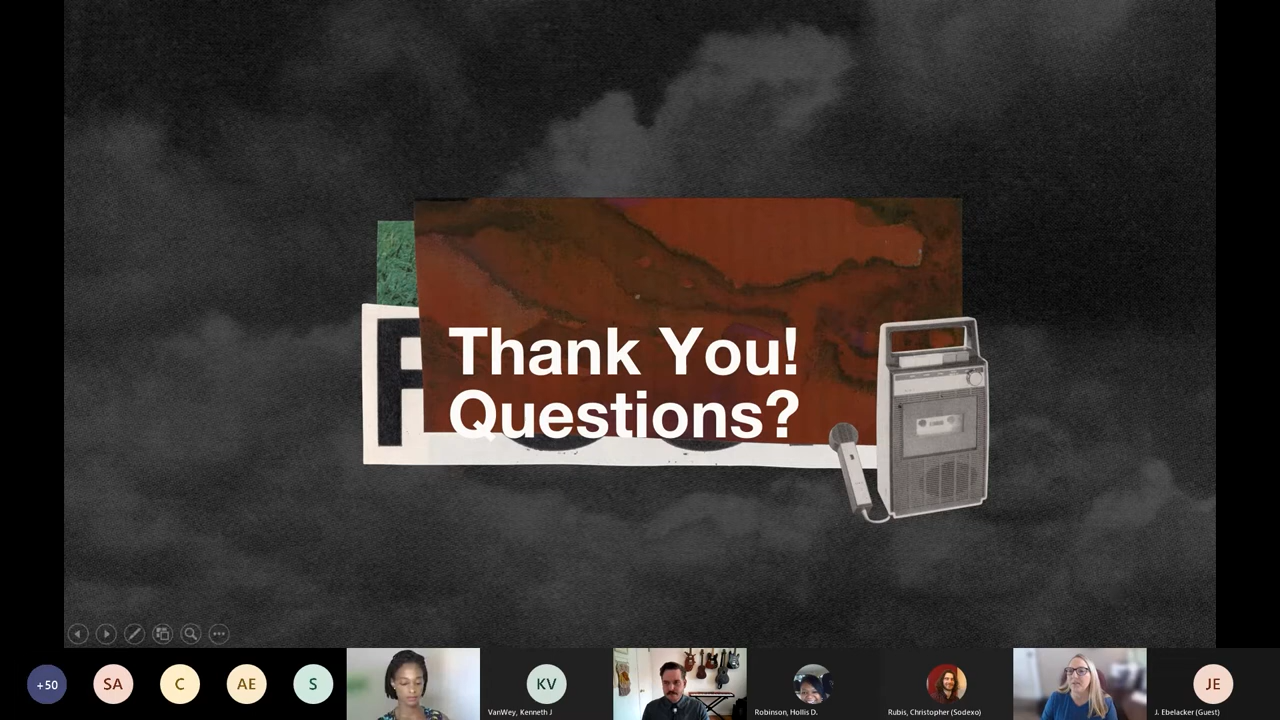 Thank You!
Questions?
+50
SA
C
AE
S
KV
VanWey, Kenneth J
Robinson, Hollis D.
Rubis, Christopher (Sodexo)
JE
J. Ebelacker (Guest)